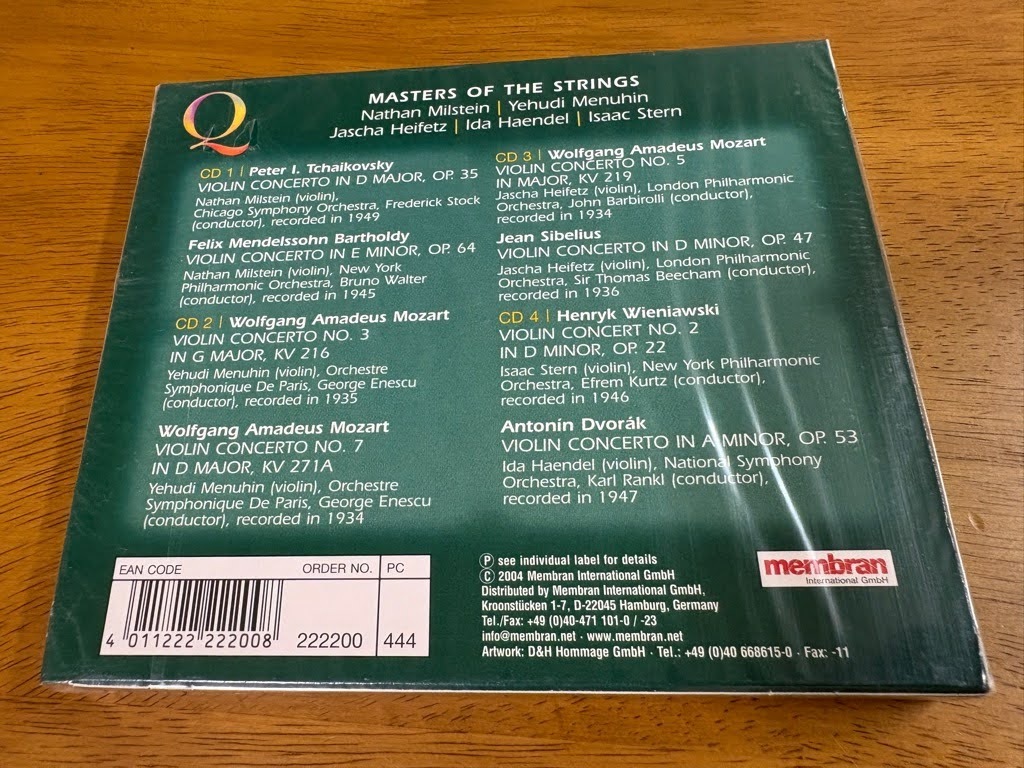 Q
MASTERS OF THE STRINGS
Nathan Milstein | Yehudi Menuhin
Jascha Heifetz | Ida Haendel | Isaac Stern
CD 1 | Peter I. Tchaikovsky
VIOLIN CONCERTO IN D MAJOR, OP. 35
Nathan Milstein (violin),
Chicago Symphony Orchestra, Frederick Stock
(conductor), recorded in 1949
Felix Mendelssohn Bartholdy
VIOLIN CONCERTO IN E MINOR, OP. 64
Nathan Milstein (violin), New York
Philharmonic Orchestra, Bruno Walter
(conductor), recorded in 1945
CD 2 | Wolfgang Amadeus Mozart
VIOLIN CONCERTO NO. 3
IN G MAJOR, KV 216
Yehudi Menuhin (violin), Orchestre
Symphonique De Paris, George Enescu
(conductor), recorded in 1935
Wolfgang Amadeus Mozart
VIOLIN CONCERTO NO. 7
IN D MAJOR, KV 271A
Yehudi Menuhin (violin), Orchestre
Symphonique De Paris, George Enescu
(conductor), recorded in 1934
CD 3 | Wolfgang Amadeus Mozart
VIOLIN CONCERTO NO. 5
IN MAJOR, KV 219
Jascha Heifetz (violin), London Philharmonic
Orchestra, John Barbirolli (conductor),
recorded in 1934
Jean Sibelius
VIOLIN CONCERTO IN D MINOR, OP. 47
Jascha Heifetz (violin), London Philharmonic
Orchestra, Sir Thomas Beecham (conductor),
recorded in 1936
CD 4 | Henryk Wieniawski
VIOLIN CONCERT NO. 2
IN D MINOR, OP. 22
Isaac Stern (violin), New York Philharmonic
Orchestra, Efrem Kurtz (conductor),
recorded in 1946
Antonín Dvorák
VIOLIN CONCERTO IN A MINOR, OP. 53
Ida Haendel (violin), National Symphony
Orchestra, Karl Rankl (conductor),
recorded in 1947
EAN CODE ORDER NO. PC
4 011222 222008 222200 444
Ⓟ see individual label for details
© 2004 Membran International GmbH
Distributed by Membran International GmbH,
Kroonstücken 1-7, D-22045 Hamburg, Germany
Tel./Fax: +49 (0)40-471 101-0 / -23
info@membran.net · www.membran.net
Artwork: D&H Hommage GmbH · Tel.: +49 (0)40 668615-0 · Fax: -11
membran
International GmbH